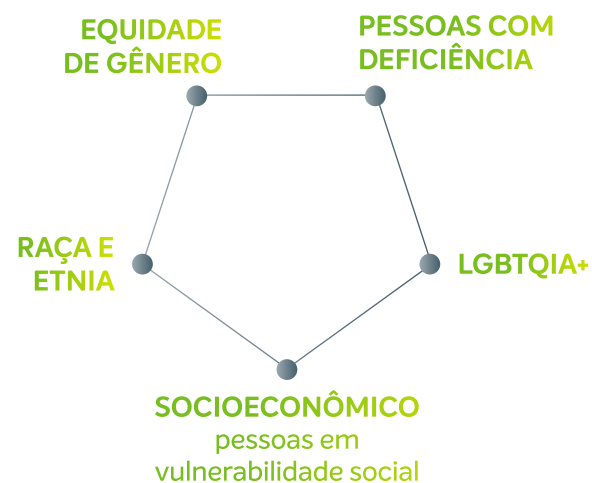 EQUIDADE
DE GÊNERO
PESSOAS COM
DEFICIÊNCIA
RAÇA E
ETNIA
LGBTQIA+
SOCIOECONÔMICO
pessoas em
vulnerabilidade social